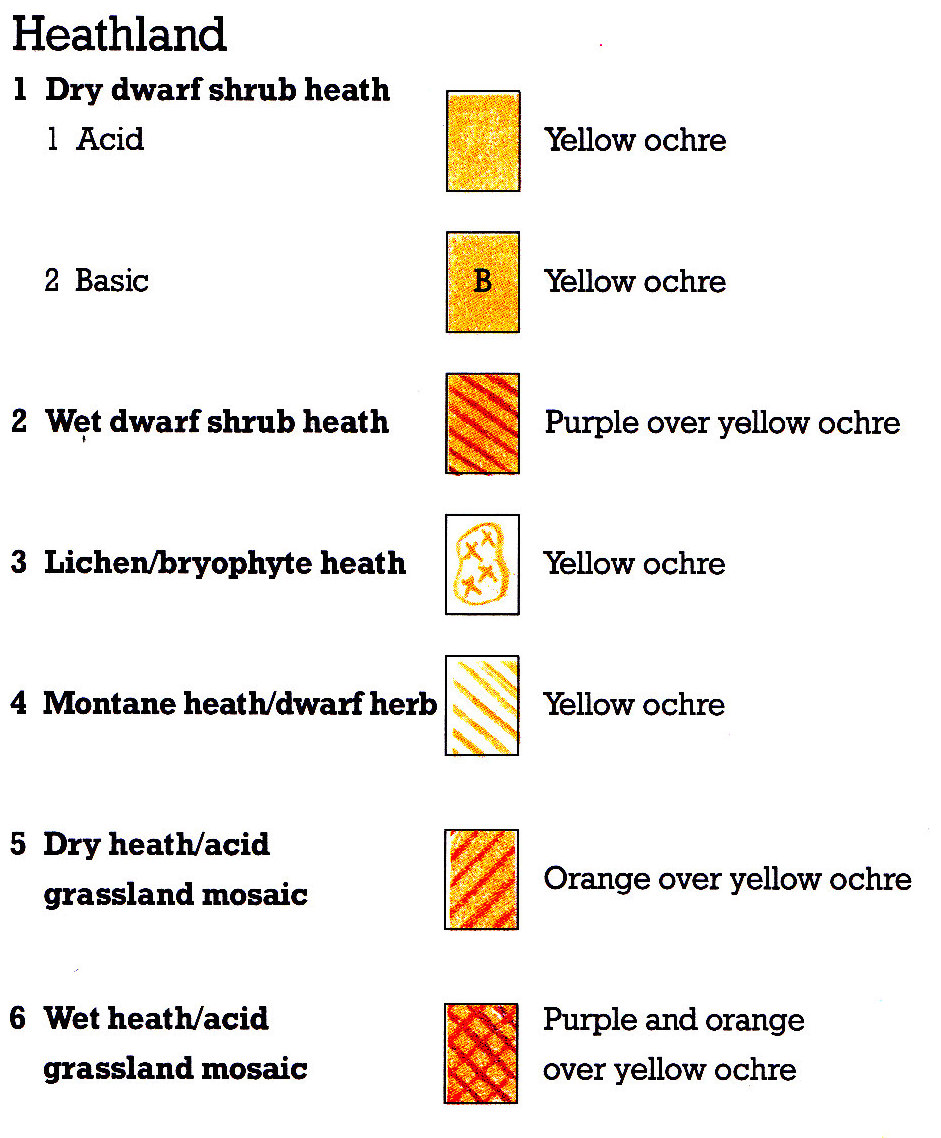 Heathland
1 Dry dwarf shrub heath
1 Acid
Yellow ochre
2 Basic
B
Yellow ochre
2 Wet dwarf shrub heath
Purple over yellow ochre
3 Lichen/bryophyte heath
Yellow ochre
4 Montane heath/dwarf herb
Yellow ochre
5 Dry heath/acid
grassland mosaic
Orange over yellow ochre
6 Wet heath/acid
grassland mosaic
Purple and orange
over yellow ochre